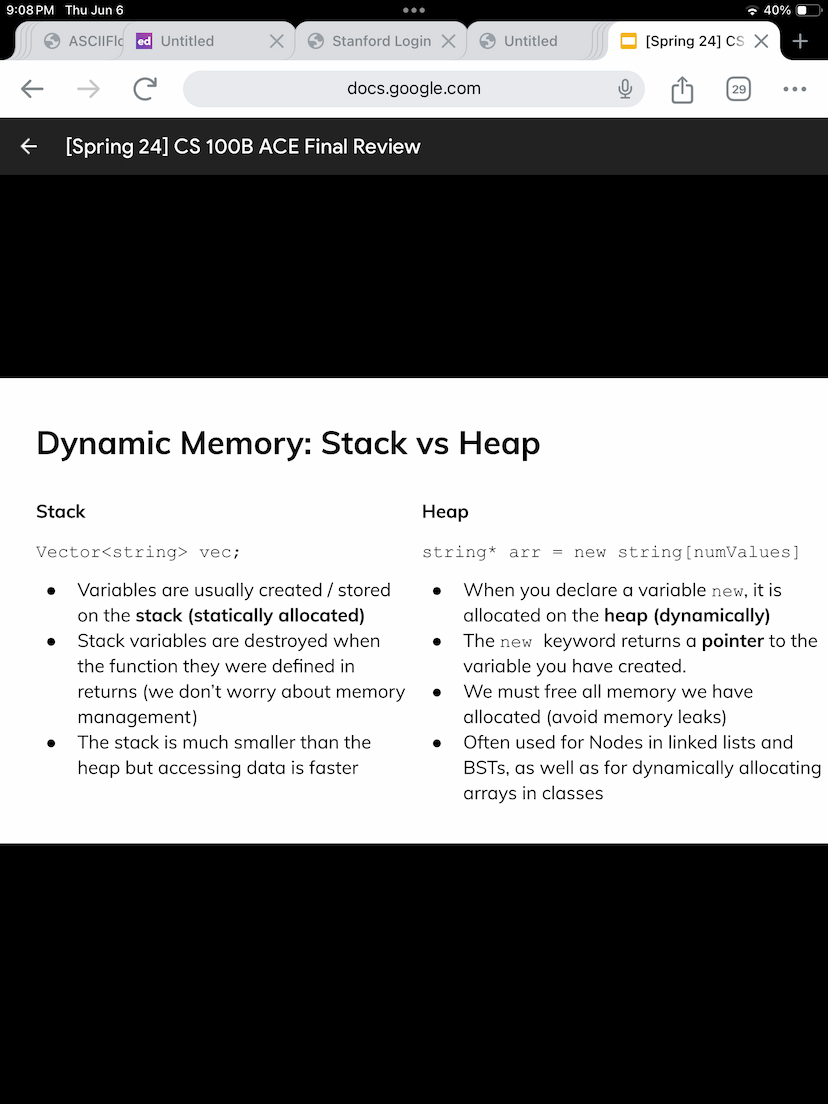 9:08 PM Thu Jun 6
40%
ASCIIFlo
ed Untitled
Stanford Login
Untitled
[Spring 24] CS
docs.google.com
29
[Spring 24] CS 100B ACE Final Review
Dynamic Memory: Stack vs Heap
Stack
Vector<string> vec;
● Variables are usually created / stored
on the stack (statically allocated)
● Stack variables are destroyed when
the function they were defined in
returns (we don’t worry about memory
management)
● The stack is much smaller than the
heap but accessing data is faster
Heap
string* arr = new string[numValues]
● When you declare a variable new, it is
allocated on the heap (dynamically)
● The new keyword returns a pointer to the
variable you have created.
● We must free all memory we have
allocated (avoid memory leaks)
● Often used for Nodes in linked lists and
BSTs, as well as for dynamically allocating
arrays in classes